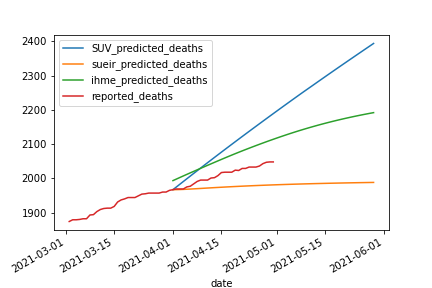 2400
2300
2200
2100
2000
1900
SUV_predicted_deaths
sueir_predicted_deaths
ihme_predicted_deaths
reported_deaths
2021-03-01
2021-03-15
2021-04-01
2021-04-15
2021-05-01
2021-05-15
2021-06-01
date